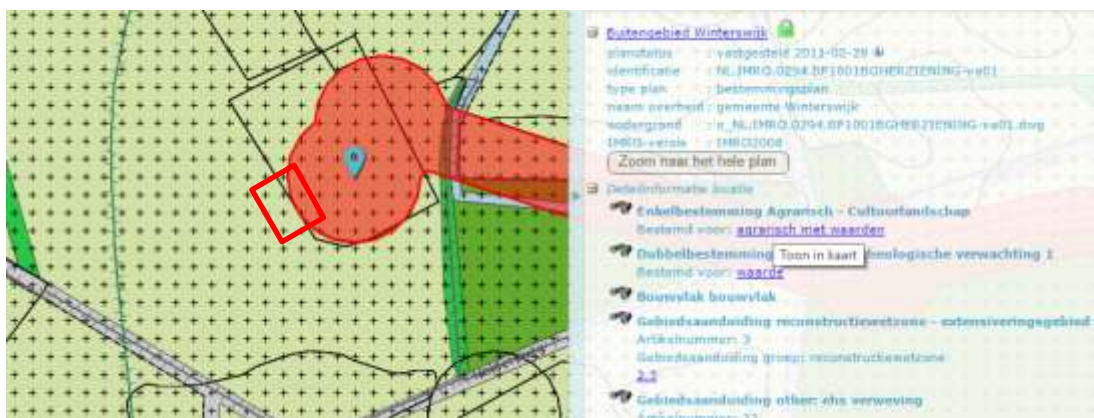 Buitengebied Winterswijk
planstatus : vastgesteld 2011-02-28
identificatie : NL.IMRO.0294.BP1001BGHERZIENING-va01
type plan : bestemmingsplan
naam overheid : gemeente Winterswijk
ondergrond : o_NL.IMRO.0294.BP1001BGHERZIENING-va01.dwg
IMRO-versie : IMRO2008
Zoom naar het hele plan
Detailinformatie locatie
Enkelbestemming Agrarisch - Cultuurlandschap
Bestemd voor: agrarisch met waarden
Dubbelbestemming heologische verwachting 1
Toon in kaart
Bestemd voor: waarde
Bouwvlak bouwvlak
Gebiedsaanduiding reconstructiewetzone - extensiveringsgebied
Artikelnummer: 3
Gebiedsaanduiding groep: reconstructiewetzone
Gebiedsaanduiding other: ehs verweving